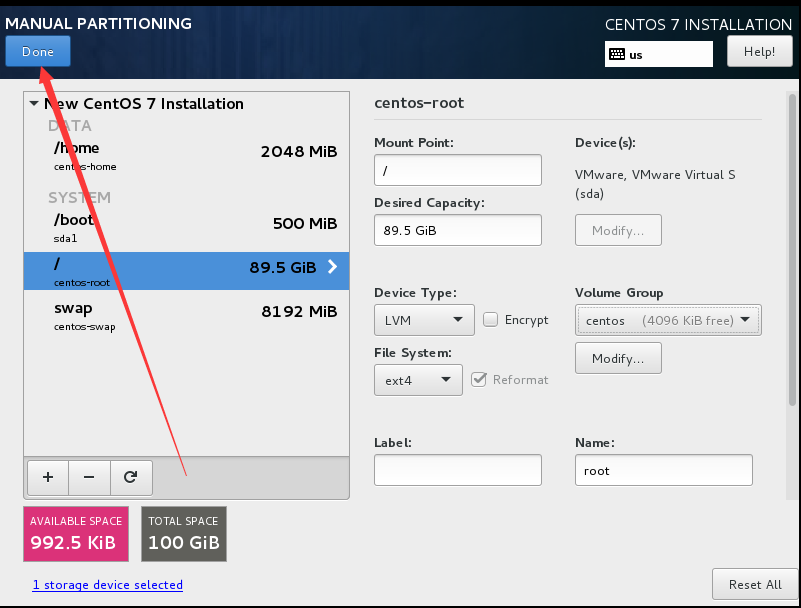 MANUAL PARTITIONING
CENTOS 7 INSTALLATION
Done
us
Help!
New CentOS 7 Installation
DATA
/home
2048 MiB
centos-home
SYSTEM
/boot
500 MiB
sda1
/
89.5 GiB
centos-root
swap
8192 MiB
centos-swap
+
−
AVAILABLE SPACE
992.5 KiB
TOTAL SPACE
100 GiB
1 storage device selected
centos-root
Mount Point:
/
Desired Capacity:
89.5 GiB
Device(s):
VMware, VMware Virtual S
(sda)
Modify...
Device Type:
LVM
Encrypt
File System:
ext4
Reformat
Volume Group
centos (4096 KiB free)
Modify...
Label:
Name:
root
Reset All